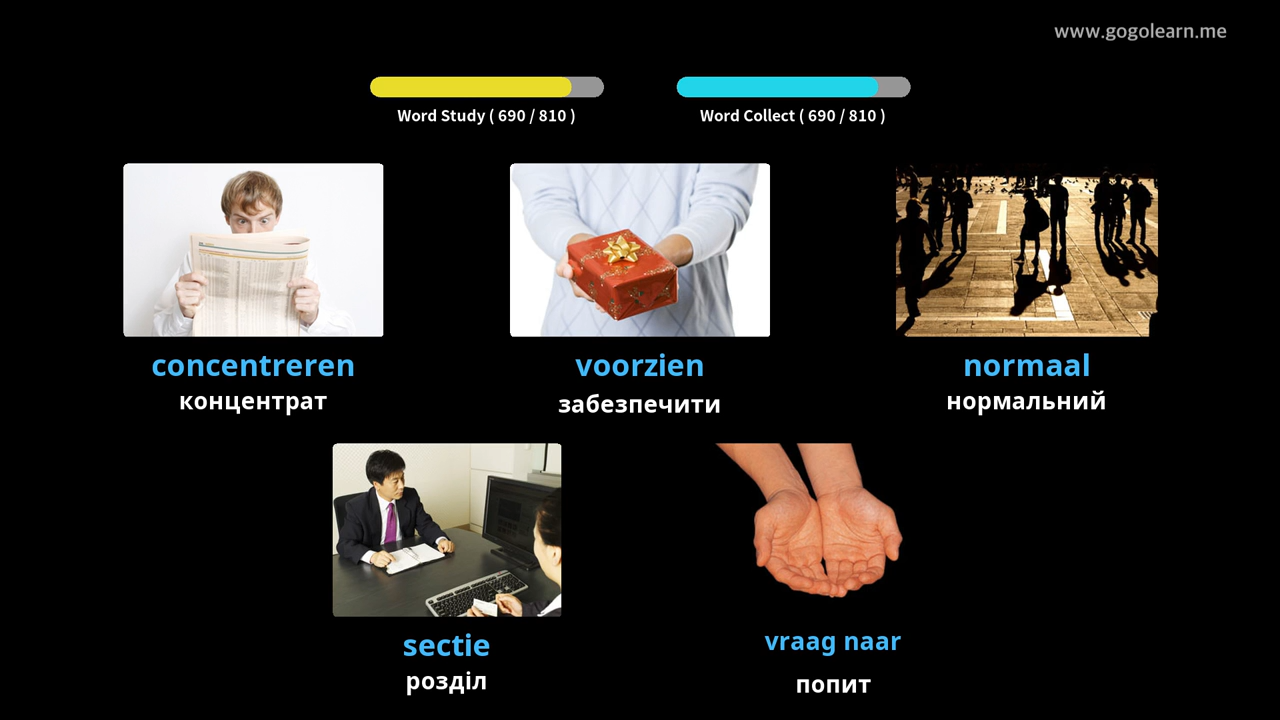 www.gogolearn.me
Word Study ( 690 / 810 )
Word Collect ( 690 / 810 )
concentreren
концентрат
voorzien
забезпечити
normaal
нормальний
sectie
розділ
vraag naar
попит